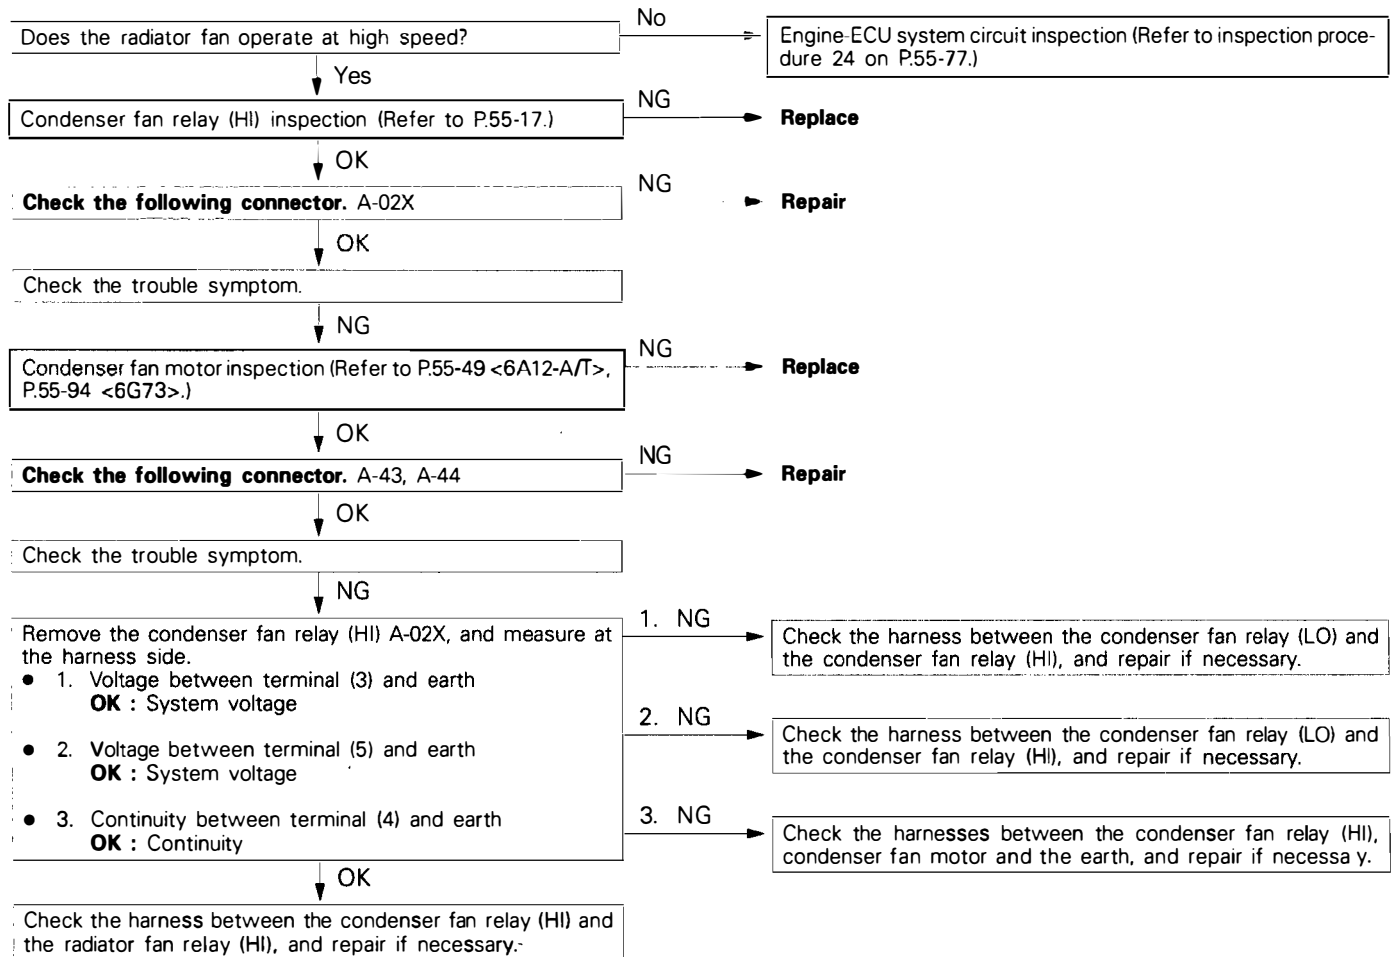 No
Does the radiator fan operate at high speed?
Engine-ECU system circuit inspection (Refer to inspection proce-
dure 24 on P.55-77.)
Yes
Condenser fan relay (HI) inspection (Refer to P.55-17.)
NG
Replace
OK
Check the following connector. A-02X
NG
Repair
OK
Check the trouble symptom.
NG
Condenser fan motor inspection (Refer to P.55-49 <6A12-A/T>,
P.55-94 <6G73>.)
NG
Replace
OK
Check the following connector. A-43, A-44
NG
Repair
OK
Check the trouble symptom.
NG
Remove the condenser fan relay (HI) A-02X, and measure at
the harness side.
● 1. Voltage between terminal (3) and earth
OK : System voltage
● 2. Voltage between terminal (5) and earth
OK : System voltage
● 3. Continuity between terminal (4) and earth
OK : Continuity
1. NG
Check the harness between the condenser fan relay (LO) and
the condenser fan relay (HI), and repair if necessary.
2. NG
Check the harness between the condenser fan relay (LO) and
the condenser fan relay (HI), and repair if necessary.
3. NG
Check the harnesses between the condenser fan relay (HI),
condenser fan motor and the earth, and repair if necessa y.
OK
Check the harness between the condenser fan relay (HI) and
the radiator fan relay (HI), and repair if necessary.